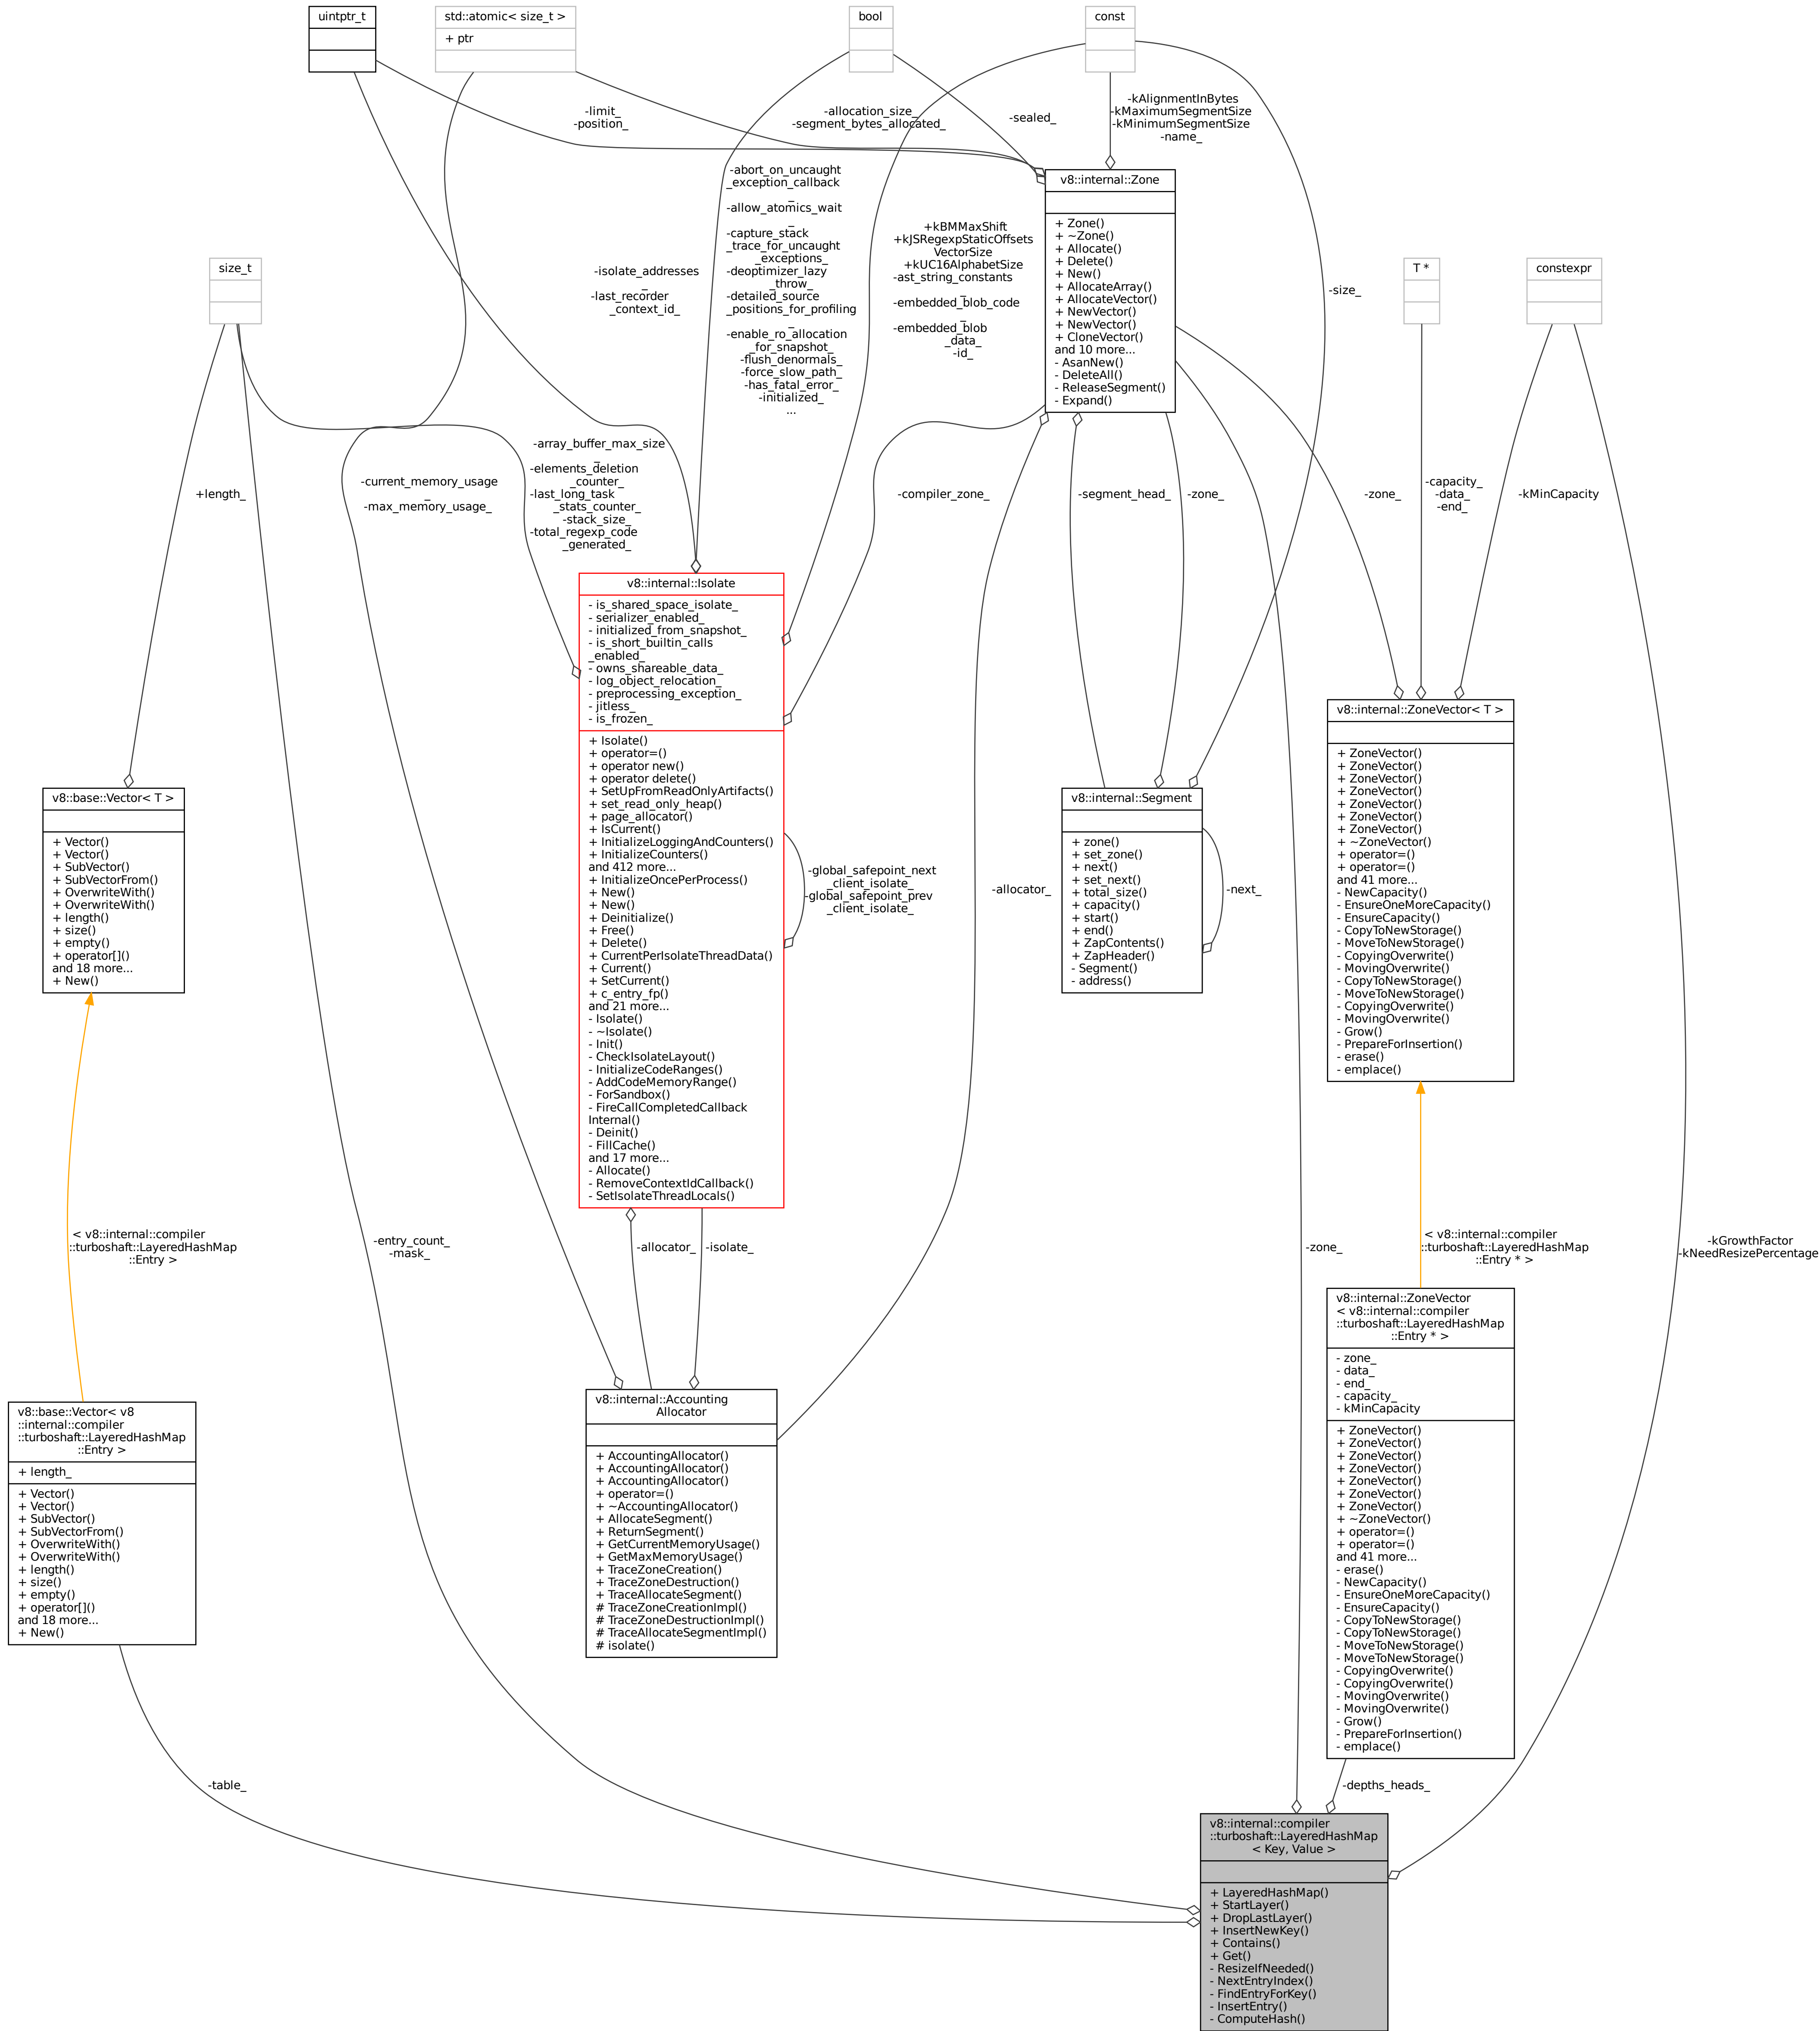 uintptr_t
std::atomic< size_t >
+ ptr
bool
const
-limit_
-position_
-allocation_size_
-segment_bytes_allocated_
-sealed_
-kAlignmentInBytes
-kMaximumSegmentSize
-kMinimumSegmentSize
-name_
v8::internal::Zone
+ Zone()
+ ~Zone()
+ Allocate()
+ Delete()
+ New()
+ AllocateArray()
+ AllocateVector()
+ NewVector()
+ NewVector()
+ CloneVector()
and 10 more...
- AsanNew()
- DeleteAll()
- ReleaseSegment()
- Expand()
-abort_on_uncaught
_exception_callback
_
-allow_atomics_wait
_
-capture_stack
_trace_for_uncaught
_exceptions_
-deoptimizer_lazy
_throw_
-detailed_source
_positions_for_profiling
_
-enable_ro_allocation
_for_snapshot_
-flush_denormals_
-force_slow_path_
-has_fatal_error_
-initialized_
...
+kBMMaxShift
+kJSRegexpStaticOffsets
VectorSize
+kUC16AlphabetSize
-ast_string_constants
_
-embedded_blob_code
_
-embedded_blob
_data_
-id_
-isolate_addresses
_
-last_recorder
_context_id_
size_t
T *
constexpr
-size_
+length_
-current_memory_usage
_
-max_memory_usage_
-array_buffer_max_size
_
-elements_deletion
_counter_
-last_long_task
_stats_counter_
-stack_size_
-total_regexp_code
_generated_
-compiler_zone_
-segment_head_
-zone_
-zone_
-capacity_
-data_
-end_
-kMinCapacity
v8::internal::Isolate
- is_shared_space_isolate_
- serializer_enabled_
- initialized_from_snapshot_
- is_short_builtin_calls
_enabled_
- owns_shareable_data_
- log_object_relocation_
- preprocessing_exception_
- jitless_
- is_frozen_
+ Isolate()
+ operator=()
+ operator new()
+ operator delete()
+ SetUpFromReadOnlyArtifacts()
+ set_read_only_heap()
+ page_allocator()
+ IsCurrent()
+ InitializeLoggingAndCounters()
+ InitializeCounters()
and 412 more...
+ InitializeOncePerProcess()
+ New()
+ New()
+ Deinitialize()
+ Free()
+ Delete()
+ CurrentPerIsolateThreadData()
+ Current()
+ SetCurrent()
+ c_entry_fp()
and 21 more...
- Isolate()
- ~Isolate()
- Init()
- CheckIsolateLayout()
- InitializeCodeRanges()
- AddCodeMemoryRange()
- ForSandbox()
- FireCallCompletedCallback
Internal()
- Deinit()
- FillCache()
and 17 more...
- Allocate()
- RemoveContextIdCallback()
- SetIsolateThreadLocals()
-global_safepoint_next
_client_isolate_
-global_safepoint_prev
_client_isolate_
v8::base::Vector< T >
+ Vector()
+ Vector()
+ SubVector()
+ SubVectorFrom()
+ OverwriteWith()
+ OverwriteWith()
+ length()
+ size()
+ empty()
+ operator[]()
and 18 more...
+ New()
-allocator_
v8::internal::Segment
+ zone()
+ set_zone()
+ next()
+ set_next()
+ total_size()
+ capacity()
+ start()
+ end()
+ ZapContents()
+ ZapHeader()
- Segment()
- address()
-next_
v8::internal::ZoneVector< T >
+ ZoneVector()
+ ZoneVector()
+ ZoneVector()
+ ZoneVector()
+ ZoneVector()
+ ZoneVector()
+ ZoneVector()
+ ~ZoneVector()
+ operator=()
+ operator=()
and 41 more...
- NewCapacity()
- EnsureOneMoreCapacity()
- EnsureCapacity()
- CopyToNewStorage()
- MoveToNewStorage()
- CopyingOverwrite()
- MovingOverwrite()
- CopyToNewStorage()
- MoveToNewStorage()
- CopyingOverwrite()
- MovingOverwrite()
- Grow()
- PrepareForInsertion()
- erase()
- emplace()
< v8::internal::compiler
::turboshaft::LayeredHashMap
::Entry >
-entry_count_
-mask_
-allocator_
-isolate_
-zone_
< v8::internal::compiler
::turboshaft::LayeredHashMap
::Entry * >
-kGrowthFactor
-kNeedResizePercentage
v8::base::Vector< v8
::internal::compiler
::turboshaft::LayeredHashMap
::Entry >
+ length_
+ Vector()
+ Vector()
+ SubVector()
+ SubVectorFrom()
+ OverwriteWith()
+ OverwriteWith()
+ length()
+ size()
+ empty()
+ operator[]()
and 18 more...
+ New()
v8::internal::Accounting
Allocator
+ AccountingAllocator()
+ AccountingAllocator()
+ AccountingAllocator()
+ operator=()
+ ~AccountingAllocator()
+ AllocateSegment()
+ ReturnSegment()
+ GetCurrentMemoryUsage()
+ GetMaxMemoryUsage()
+ TraceZoneCreation()
+ TraceZoneDestruction()
+ TraceAllocateSegment()
# TraceZoneCreationImpl()
# TraceZoneDestructionImpl()
# TraceAllocateSegmentImpl()
# isolate()
v8::internal::ZoneVector
< v8::internal::compiler
::turboshaft::LayeredHashMap
::Entry * >
- zone_
- data_
- end_
- capacity_
- kMinCapacity
+ ZoneVector()
+ ZoneVector()
+ ZoneVector()
+ ZoneVector()
+ ZoneVector()
+ ZoneVector()
+ ZoneVector()
+ ~ZoneVector()
+ operator=()
+ operator=()
and 41 more...
- erase()
- NewCapacity()
- EnsureOneMoreCapacity()
- EnsureCapacity()
- CopyToNewStorage()
- CopyToNewStorage()
- MoveToNewStorage()
- MoveToNewStorage()
- CopyingOverwrite()
- CopyingOverwrite()
- MovingOverwrite()
- MovingOverwrite()
- Grow()
- PrepareForInsertion()
- emplace()
-table_
-depths_heads_
v8::internal::compiler
::turboshaft::LayeredHashMap
< Key, Value >
+ LayeredHashMap()
+ StartLayer()
+ DropLastLayer()
+ InsertNewKey()
+ Contains()
+ Get()
- ResizeIfNeeded()
- NextEntryIndex()
- FindEntryForKey()
- InsertEntry()
- ComputeHash()